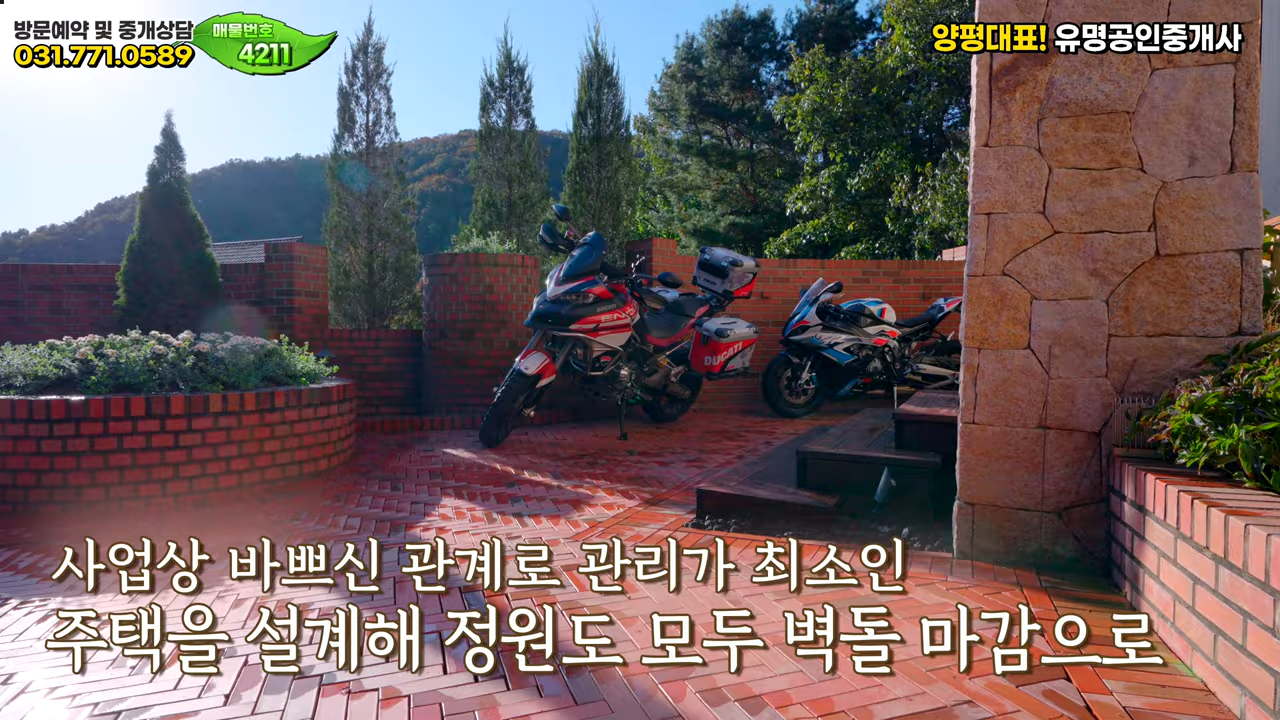 방문예약 및 중개상담
031.771.0589
매물번호
4211
양평대표! 유명공인중개사
DUCATI
사업상 바쁘신 관계로 관리가 최소인
주택을 설계해 정원도 모두 벽돌 마감으로